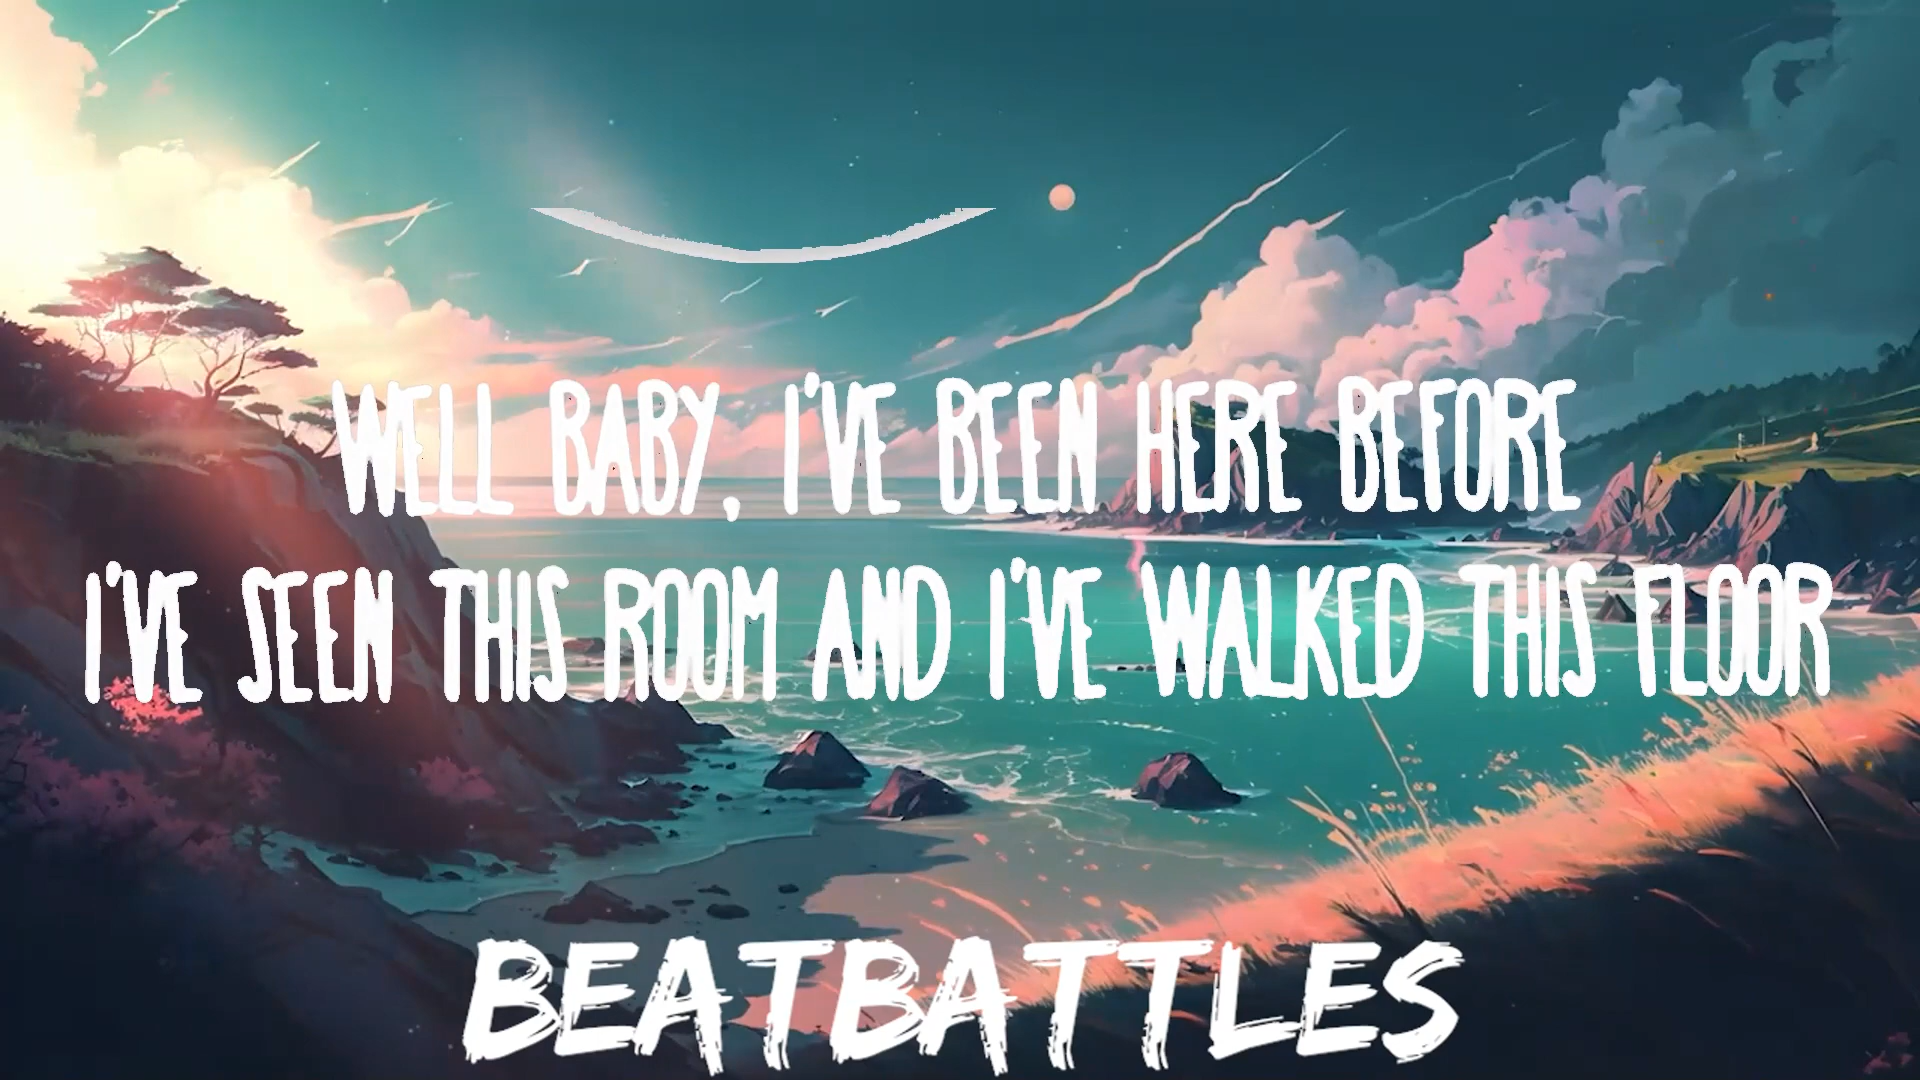 WELL BABY, I'VE BEEN HERE BEFORE
I'VE SEEN THIS ROOM AND I'VE WALKED THIS FLOOR
BEATBATTLES